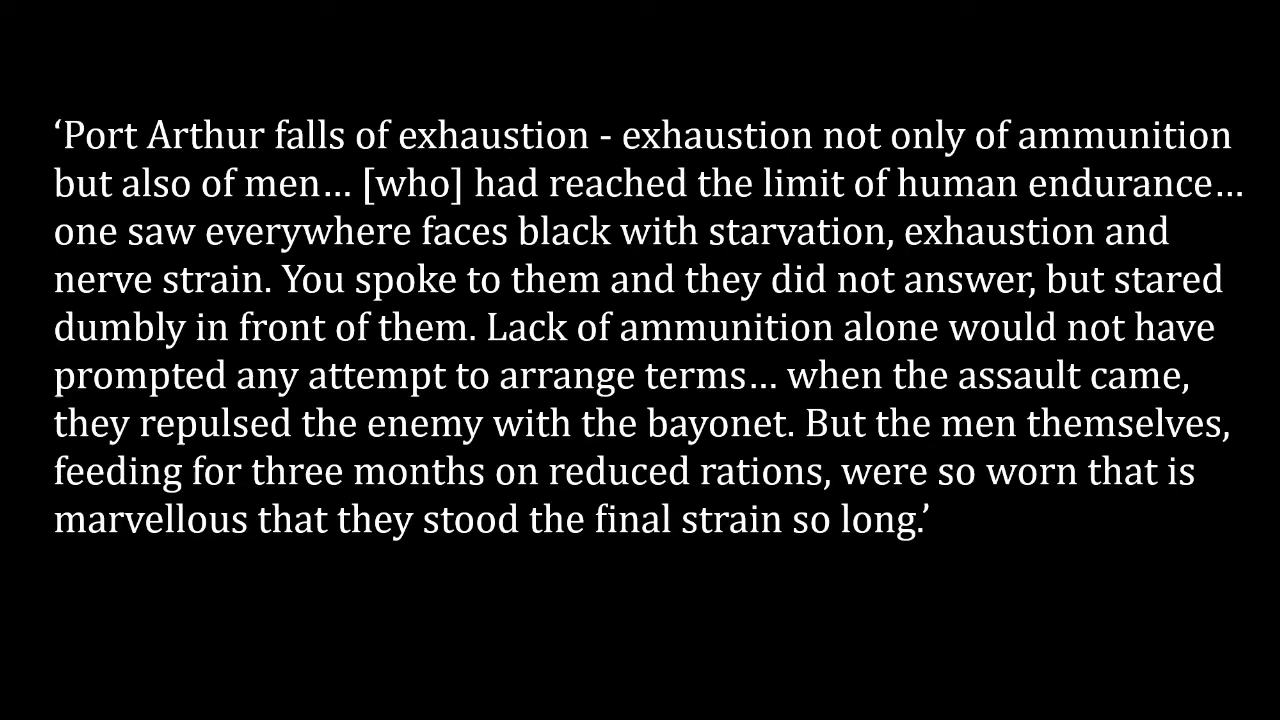 ‘Port Arthur falls of exhaustion - exhaustion not only of ammunition
but also of men… [who] had reached the limit of human endurance…
one saw everywhere faces black with starvation, exhaustion and
nerve strain. You spoke to them and they did not answer, but stared
dumbly in front of them. Lack of ammunition alone would not have
prompted any attempt to arrange terms… when the assault came,
they repulsed the enemy with the bayonet. But the men themselves,
feeding for three months on reduced rations, were so worn that is
marvellous that they stood the final strain so long.’